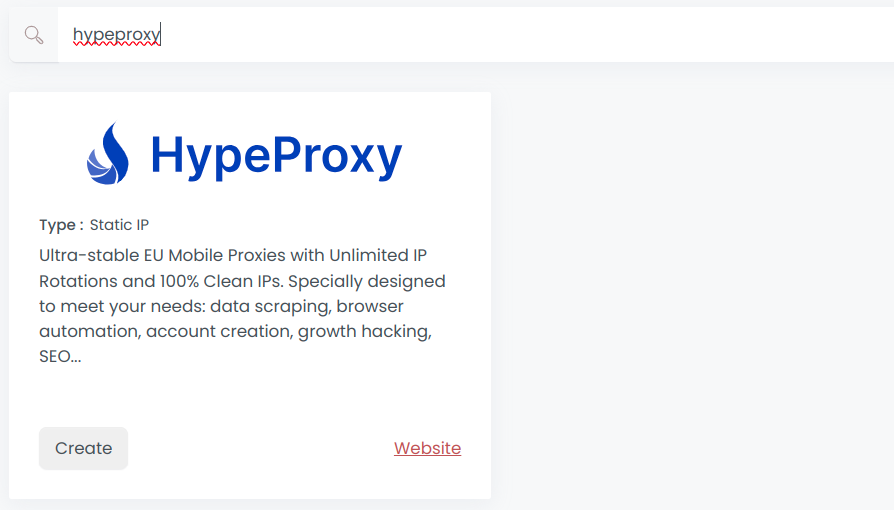 hypeproxy
HypeProxy
Type : Static IP
Ultra-stable EU Mobile Proxies with Unlimited IP
Rotations and 100% Clean IPs. Specially designed
to meet your needs: data scraping, browser
automation, account creation, growth hacking,
SEO...
Create
Website